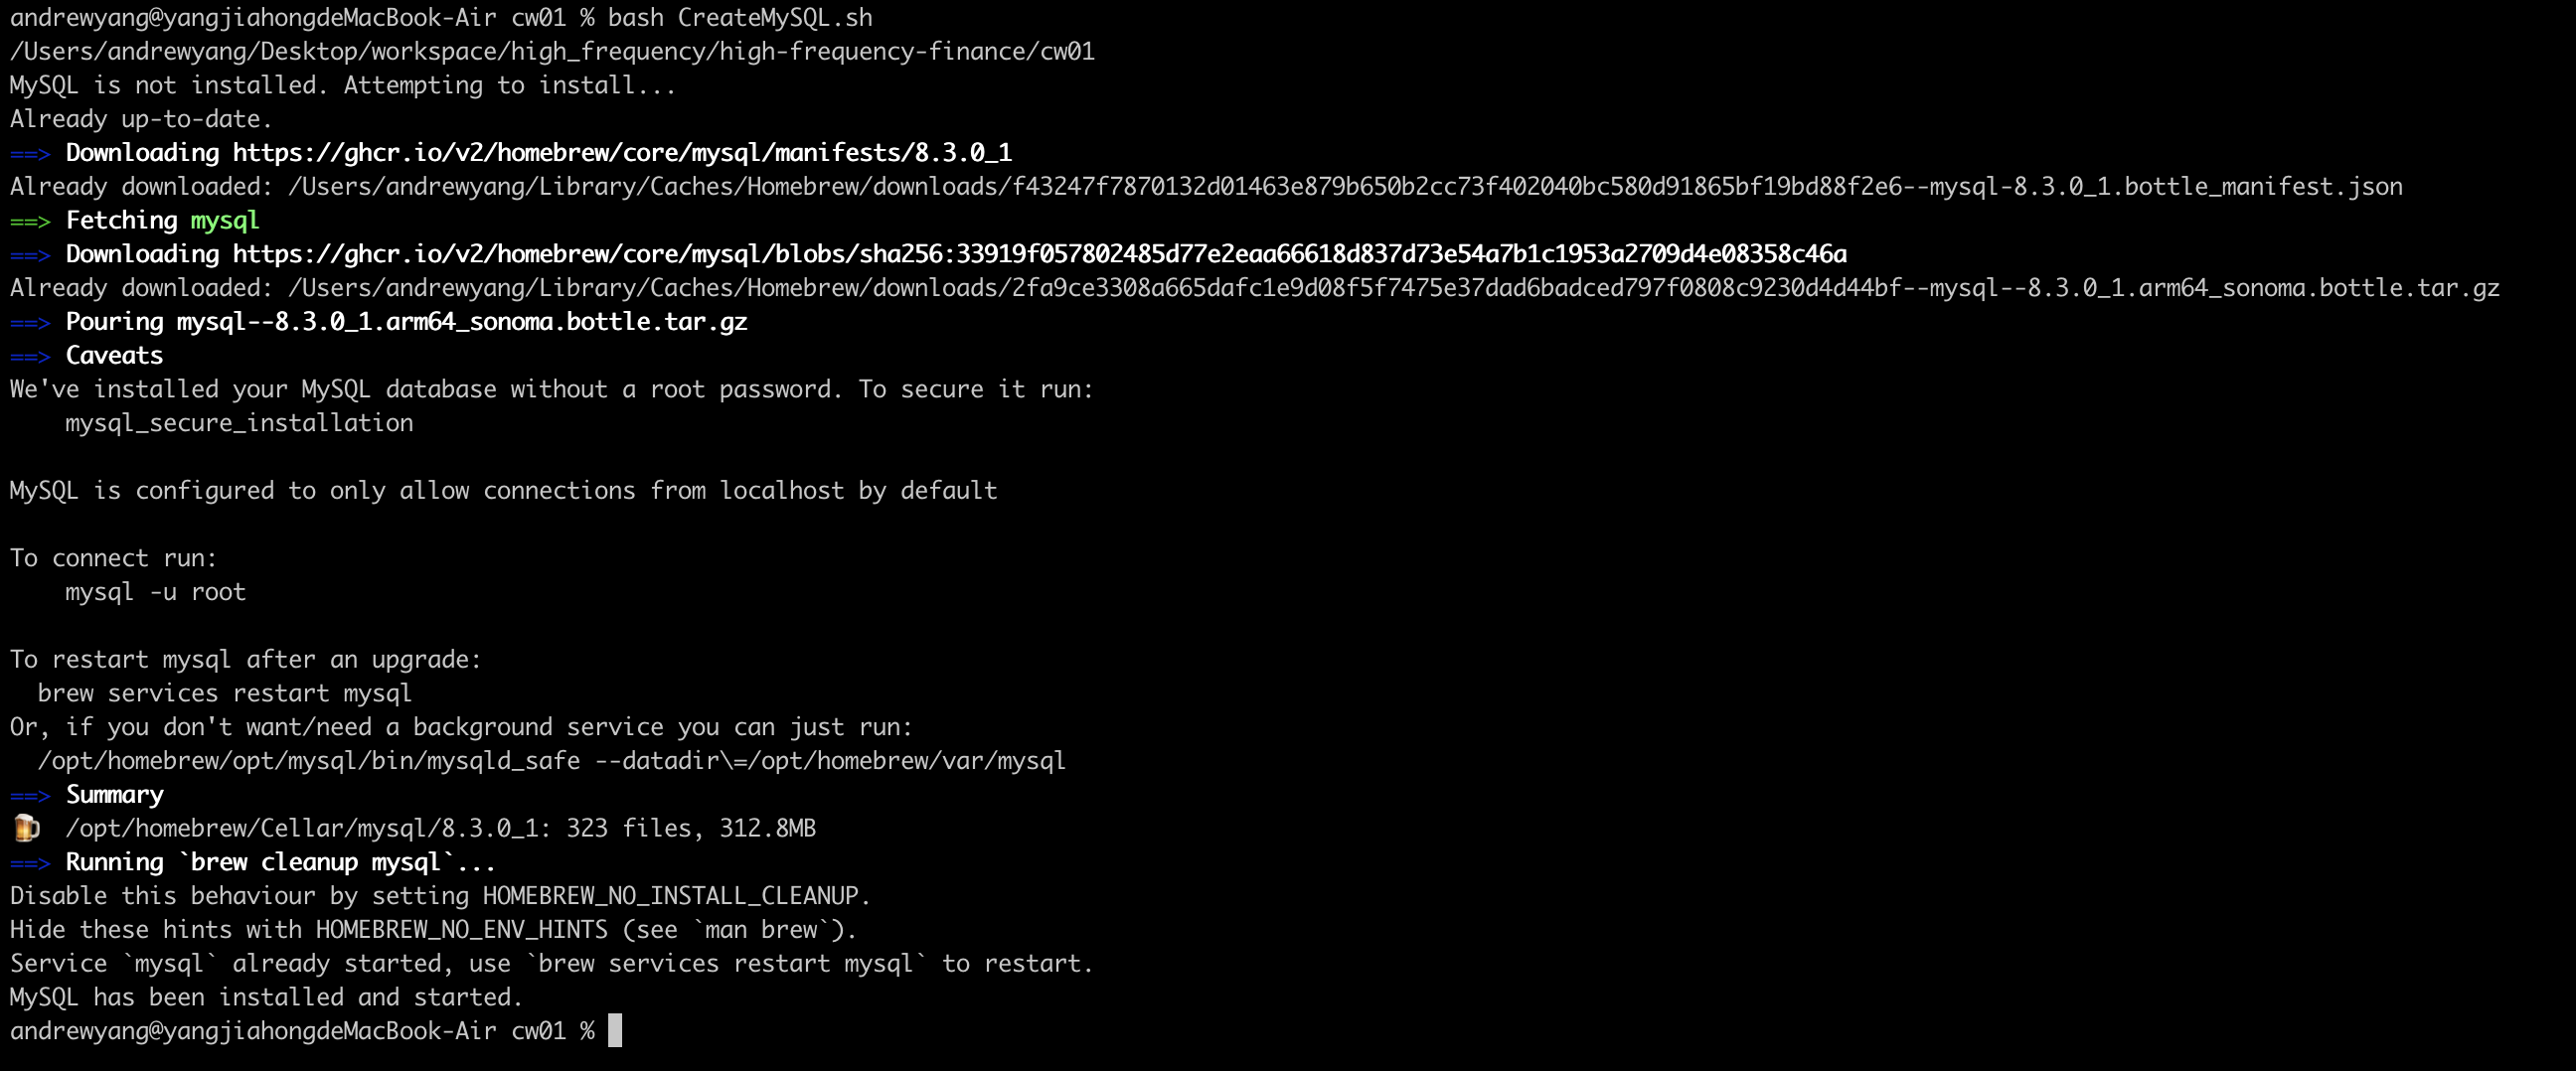 andrewyang@yangjiahongdeMacBook-Air cw01 % bash CreateMySQL.sh
/Users/andrewyang/Desktop/workspace/high_frequency/high-frequency-finance/cw01
MySQL is not installed. Attempting to install...
Already up-to-date.
==> Downloading https://ghcr.io/v2/homebrew/core/mysql/manifests/8.3.0_1
Already downloaded: /Users/andrewyang/Library/Caches/Homebrew/downloads/f43247f7870132d01463e879b650b2cc73f402040bc580d91865bf19bd88f2e6--mysql-8.3.0_1.bottle_manifest.json
==> Fetching mysql
==> Downloading https://ghcr.io/v2/homebrew/core/mysql/blobs/sha256:33919f057802485d77e2eaa66618d837d73e54a7b1c1953a2709d4e08358c46a
Already downloaded: /Users/andrewyang/Library/Caches/Homebrew/downloads/2fa9ce3308a665dafc1e9d08f5f7475e37dad6badced797f0808c9230d4d44bf--mysql--8.3.0_1.arm64_sonoma.bottle.tar.gz
==> Pouring mysql--8.3.0_1.arm64_sonoma.bottle.tar.gz
==> Caveats
We've installed your MySQL database without a root password. To secure it run:
    mysql_secure_installation

MySQL is configured to only allow connections from localhost by default

To connect run:
    mysql -u root

To restart mysql after an upgrade:
  brew services restart mysql
Or, if you don't want/need a background service you can just run:
  /opt/homebrew/opt/mysql/bin/mysqld_safe --datadir\=/opt/homebrew/var/mysql
==> Summary
🍺  /opt/homebrew/Cellar/mysql/8.3.0_1: 323 files, 312.8MB
==> Running `brew cleanup mysql`...
Disable this behaviour by setting HOMEBREW_NO_INSTALL_CLEANUP.
Hide these hints with HOMEBREW_NO_ENV_HINTS (see `man brew`).
Service `mysql` already started, use `brew services restart mysql` to restart.
MySQL has been installed and started.
andrewyang@yangjiahongdeMacBook-Air cw01 %